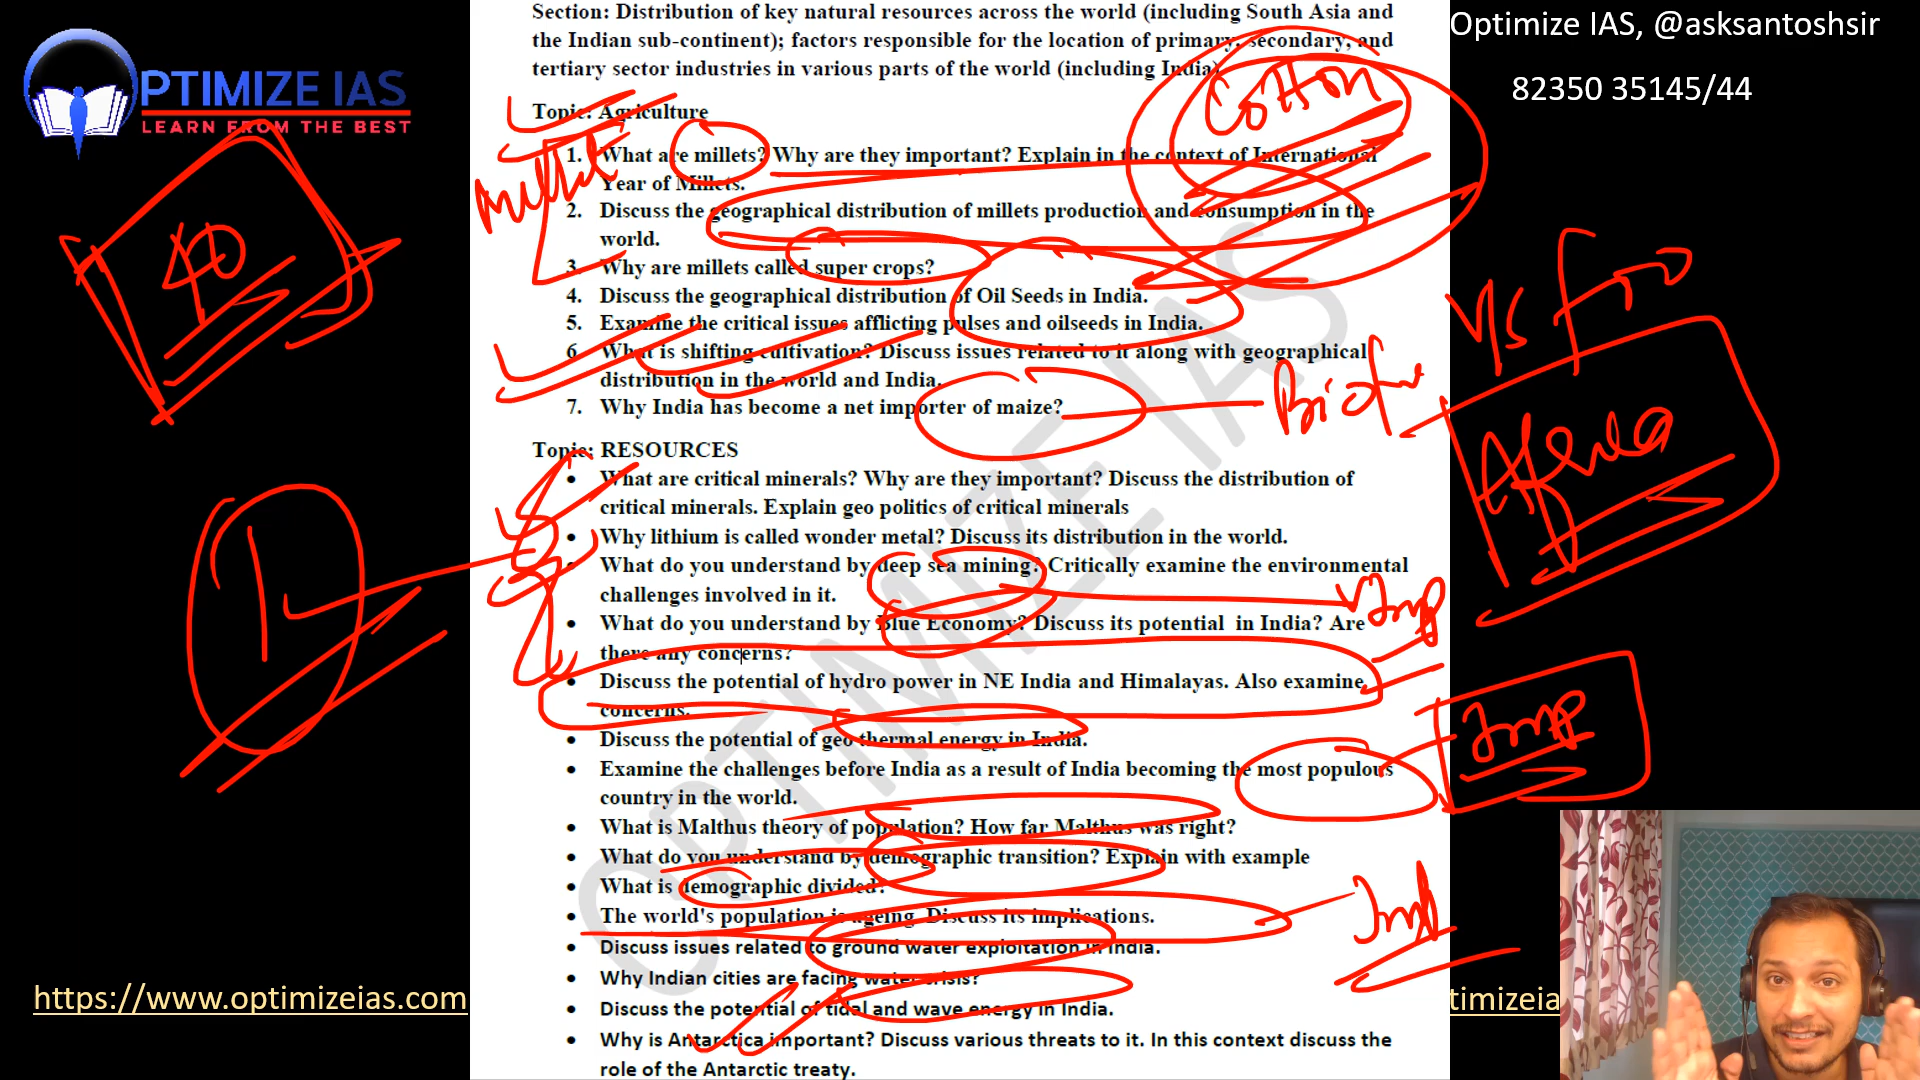 Section: Distribution of key natural resources across the world (including South Asia and
the Indian sub-continent); factors responsible for the location of primary, secondary, and
tertiary sector industries in various parts of the world (including India)
Topic: Agriculture
1. What are millets? Why are they important? Explain in the context of International
Year of Millets.
2. Discuss the geographical distribution of millets production and consumption in the
world.
3. Why are millets called super crops?
4. Discuss the geographical distribution of Oil Seeds in India.
5. Examine the critical issues afflicting pulses and oilseeds in India.
6. What is shifting cultivation? Discuss issues related to it along with geographical
distribution in the world and India.
7. Why India has become a net importer of maize?
Topic: RESOURCES
• What are critical minerals? Why are they important? Discuss the distribution of
critical minerals. Explain geo politics of critical minerals
• Why lithium is called wonder metal? Discuss its distribution in the world.
• What do you understand by deep sea mining? Critically examine the environmental
challenges involved in it.
• What do you understand by Blue Economy? Discuss its potential in India? Are
there any concerns?
• Discuss the potential of hydro power in NE India and Himalayas. Also examine
concerns.
• Discuss the potential of geo thermal energy in India.
• Examine the challenges before India as a result of India becoming the most populous
country in the world.
• What is Malthus theory of population? How far Malthus was right?
• What do you understand by demographic transition? Explain with example
• What is demographic divided?
• The world's population is ageing. Discuss its implications.
• Discuss issues related to ground water exploitation in India.
• Why Indian cities are facing water crisis?
• Discuss the potential of tidal and wave energy in India.
• Why is Antarctica important? Discuss various threats to it. In this context discuss the
role of the Antarctic treaty.
OPTIMIZE IAS
OPTIMIZE IAS
LEARN FROM THE BEST
40
1
https://www.optimizeias.com
Optimize IAS, @asksantoshsir
82350 35145/44
Cotton
Millet
Africa
Imp
Imp
timizeia